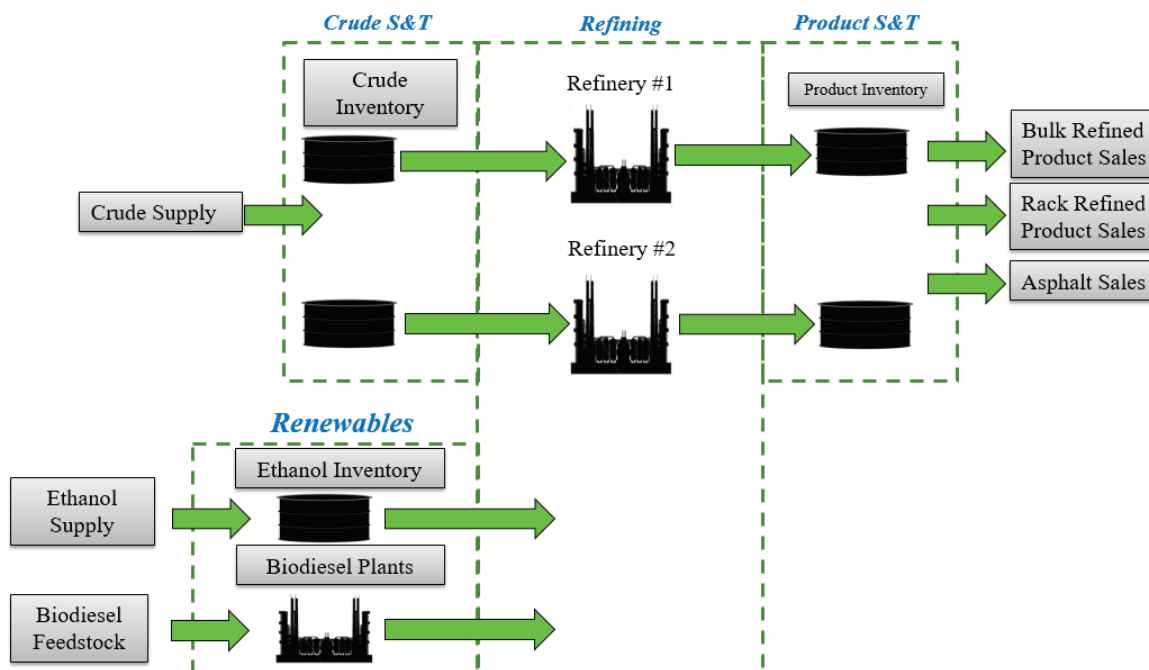 Crude S&T
Refining
Product S&T
Crude
Inventory
Refinery #1
Product Inventory
Bulk Refined
Product Sales
Crude Supply
Rack Refined
Product Sales
Refinery #2
Asphalt Sales
Renewables
Ethanol Inventory
Ethanol
Supply
Biodiesel Plants
Biodiesel
Feedstock